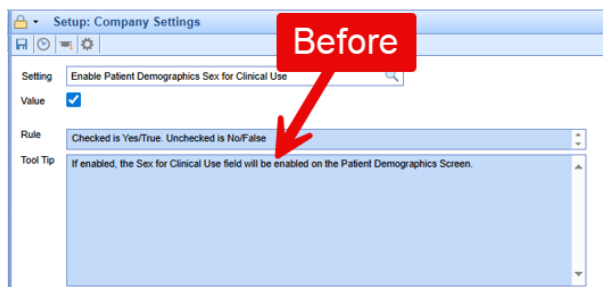 Setup: Company Settings
Before
Setting Enable Patient Demographics Sex for Clinical Use
Value
Rule Checked is Yes/True. Unchecked is No/False
Tool Tip If enabled, the Sex for Clinical Use field will be enabled on the Patient Demographics Screen.